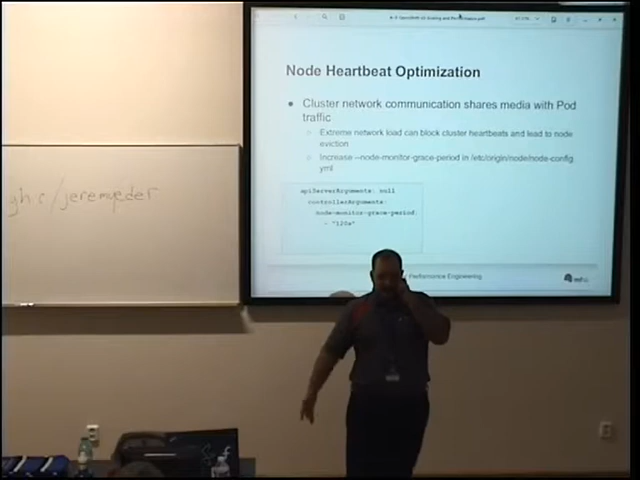 Node Heartbeat Optimization
Cluster network communication shares media with Pod
traffic
Extreme network load can block cluster heartbeats and lead to node
eviction
Increase –node-monitor-grace-period in /etc/origin/node/node-config
yml
apiServerArguments: null
controllerArguments:
node-monitor-grace-period:
- "120s"
Performance Engineering
gh.c/jeremyeder